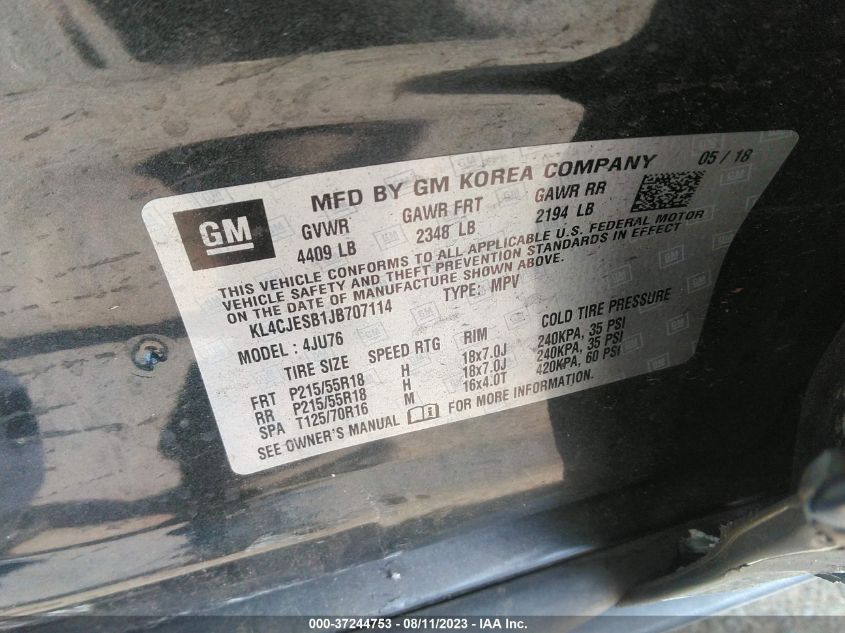 GM
MFD BY GM KOREA COMPANY 05 / 18
GVWR GAWR FRT GAWR RR
4409 LB 2348 LB 2194 LB
THIS VEHICLE CONFORMS TO ALL APPLICABLE U.S. FEDERAL MOTOR
VEHICLE SAFETY AND THEFT PREVENTION STANDARDS IN EFFECT
ON THE DATE OF MANUFACTURE SHOWN ABOVE.
KL4CJESB1JB707114 TYPE: MPV
MODEL : 4JU76
TIRE SIZE SPEED RTG RIM COLD TIRE PRESSURE
FRT P215/55R18 H 18x7.0J 240KPA, 35 PSI
RR P215/55R18 H 18x7.0J 240KPA, 35 PSI
SPA T125/70R16 M 16x4.0T 420KPA, 60 PSI
SEE OWNER'S MANUAL FOR MORE INFORMATION.
000-37244753 - 08/11/2023 - IAA Inc.